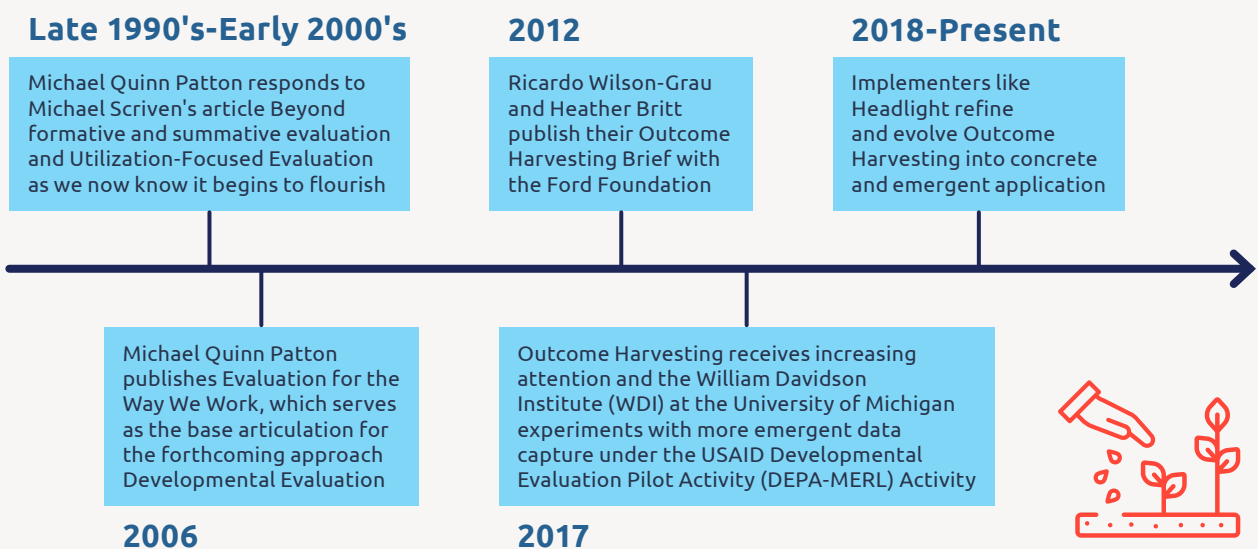 Late 1990's-Early 2000's
Michael Quinn Patton responds to
Michael Scriven's article Beyond
formative and summative evaluation
and Utilization-Focused Evaluation
as we now know it begins to flourish
2012
Ricardo Wilson-Grau
and Heather Britt
publish their Outcome
Harvesting Brief with
the Ford Foundation
2018-Present
Implementers like
Headlight refine
and evolve Outcome
Harvesting into concrete
and emergent application
Michael Quinn Patton
publishes Evaluation for the
Way We Work, which serves
as the base articulation for
the forthcoming approach
Developmental Evaluation
2006
Outcome Harvesting receives increasing
attention and the William Davidson
Institute (WDI) at the University of Michigan
experiments with more emergent data
capture under the USAID Developmental
Evaluation Pilot Activity (DEPA-MERL) Activity
2017